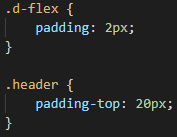 .d-flex {
    padding: 2px;
}

.header {
    padding-top: 20px;
}